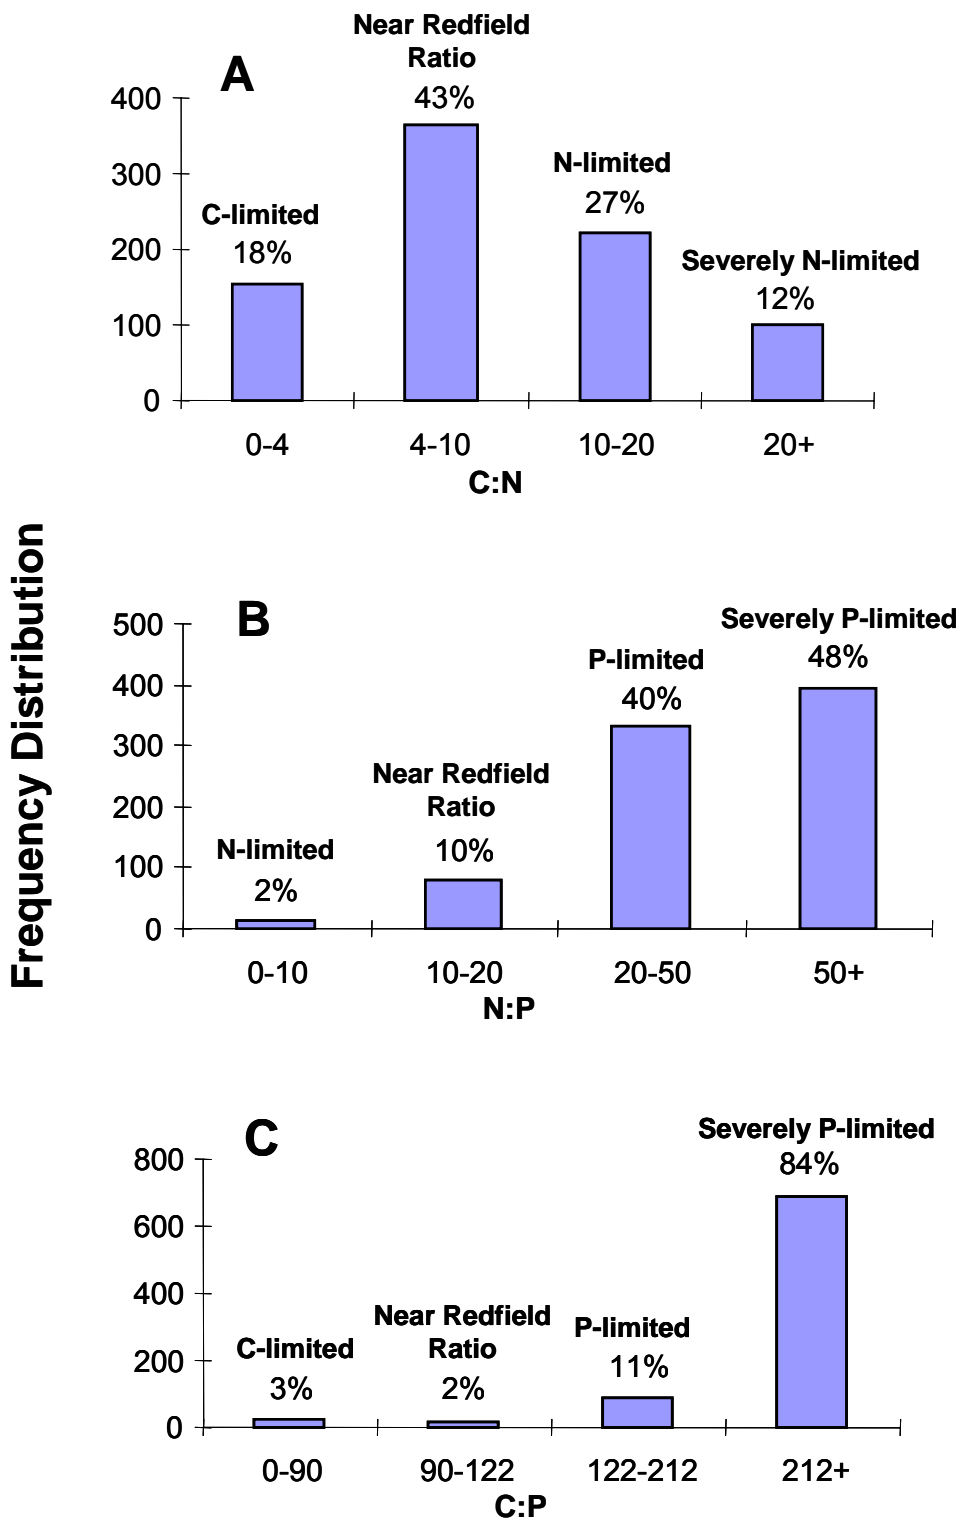 Frequency Distribution
A
Near Redfield
Ratio
43%
C-limited
18%
N-limited
27%
Severely N-limited
12%
400
300
200
100
0
0-4
4-10
10-20
20+
C:N
B
N-limited
2%
Near Redfield
Ratio
10%
P-limited
40%
Severely P-limited
48%
500
400
300
200
100
0
0-10
10-20
20-50
50+
N:P
C
C-limited
3%
Near Redfield
Ratio
2%
P-limited
11%
Severely P-limited
84%
800
600
400
200
0
0-90
90-122
122-212
212+
C:P